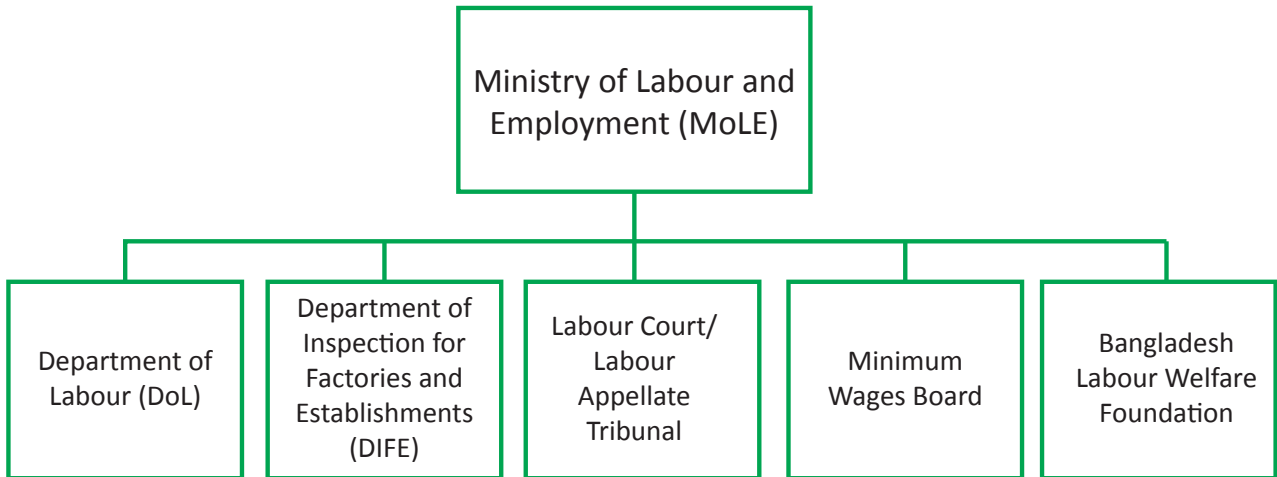 Ministry of Labour and
Employment (MoLE)
Department of
Labour (DoL)
Department of
Inspection for
Factories and
Establishments
(DIFE)
Labour Court/
Labour
Appellate
Tribunal
Minimum
Wages Board
Bangladesh
Labour Welfare
Foundation